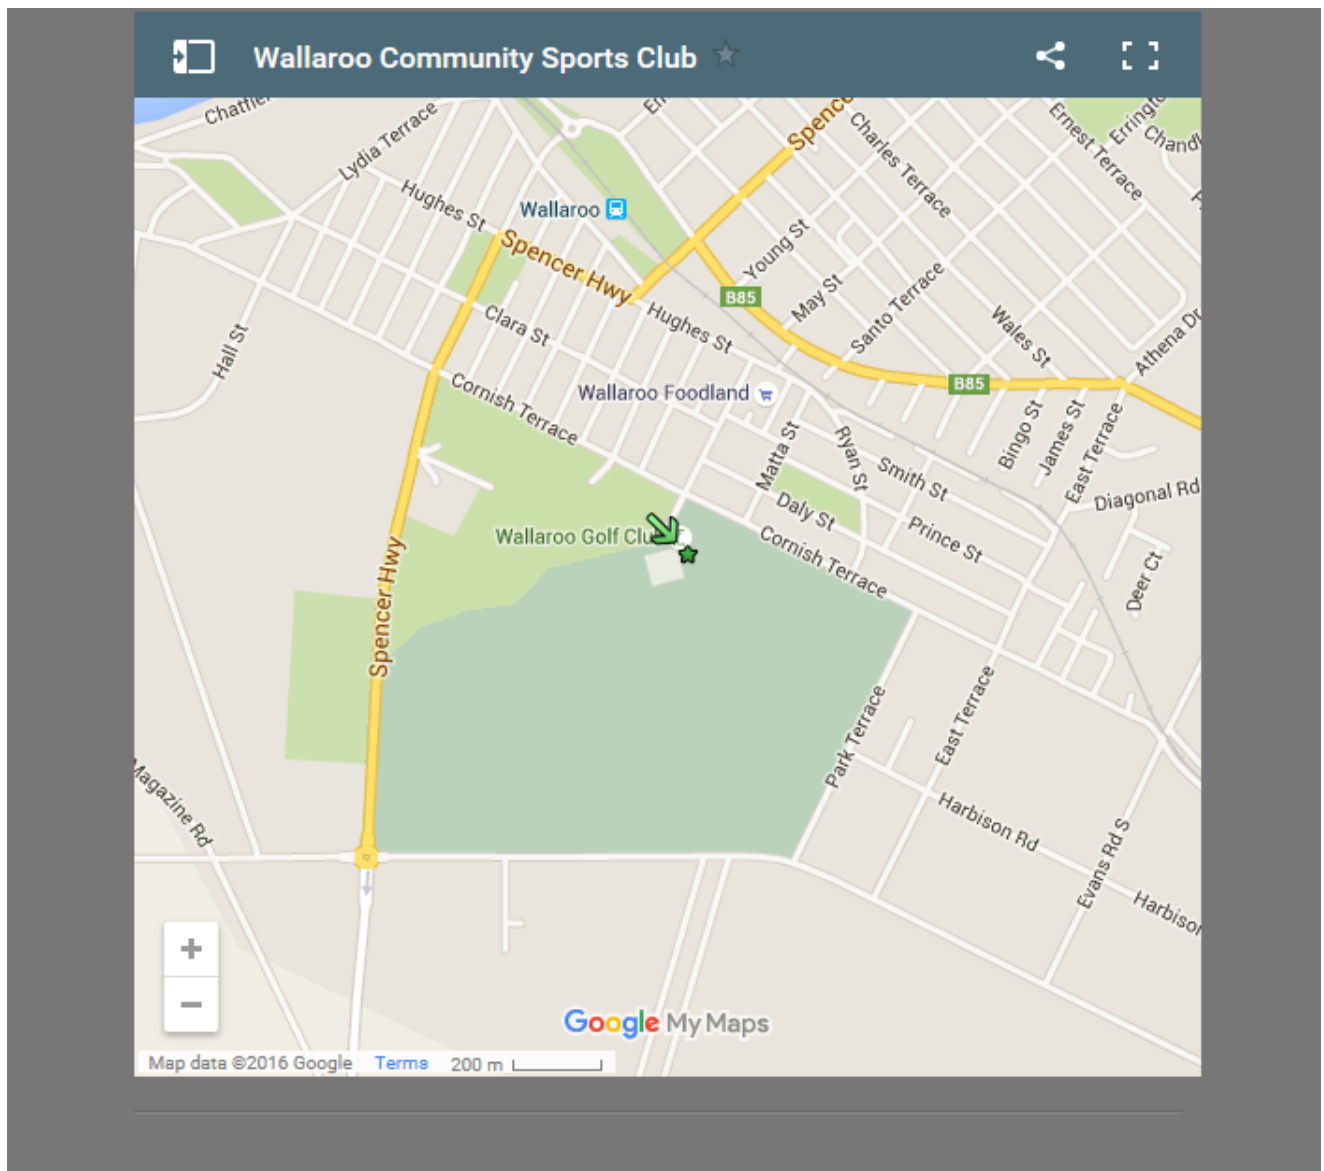 Wallaroo Community Sports Club
Lydia Terrace
Hughes St
Wallaroo
Spencer Hwy
Charles Terrace
Ernest Terrace
Young St
B85
May St
Santo Terrace
Wales St
Athena Dr
Hall St
Clara St
Hughes St
B85
Cornish Terrace
Wallaroo Foodland
Bingo St
James St
East Terrace
Matta St
Ryan St
Smith St
Diagonal Rd
Daly St
Prince St
Wallaroo Golf
Cornish Terrace
Deer Ct
Spencer Hwy
Park Terrace
East Terrace
Magazine Rd
Harbison Rd
Evans Rd S
Google My Maps
Map data ©2016 Google Terms 200 m